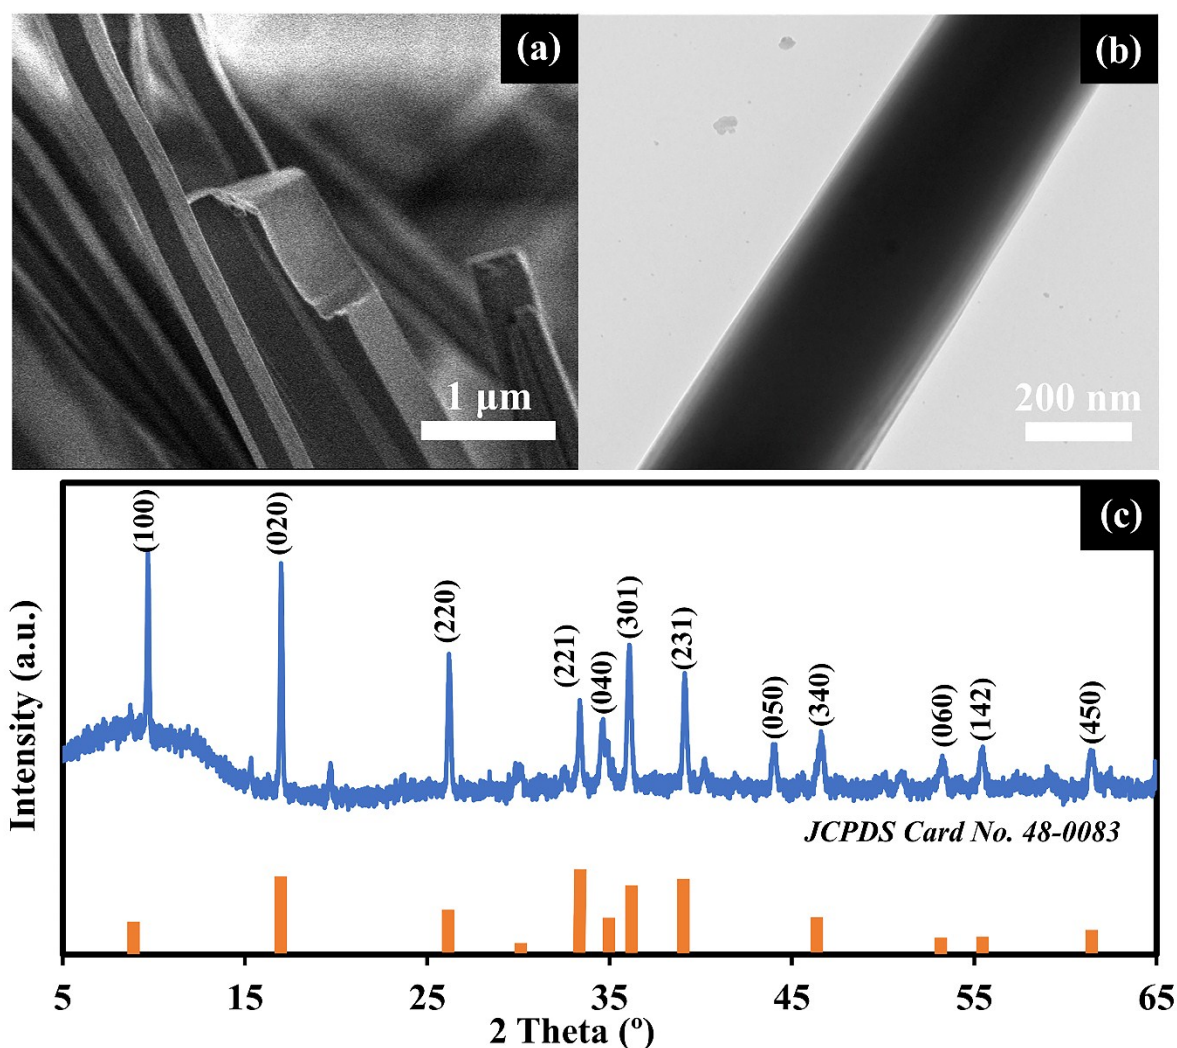 (a)
(b)
1 µm
200 nm
(c)
(100)
(020)
(220)
(221)
(040)
(301)
(231)
(050)
(340)
(060)
(142)
(450)
Intensity (a.u.)
JCPDS Card No. 48-0083
5 15 25 35 45 55 65
2 Theta (º)